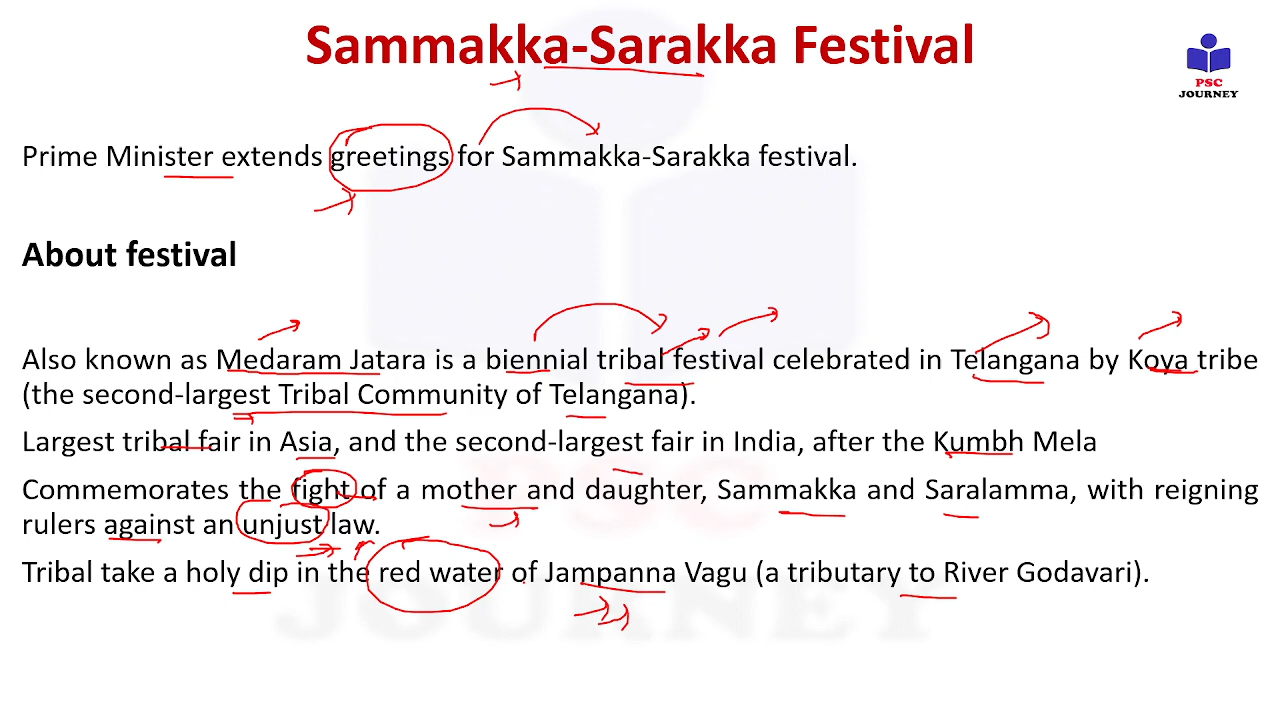 Sammakka-Sarakka Festival
PSC
JOURNEY
Prime Minister extends greetings for Sammakka-Sarakka festival.
About festival
Also known as Medaram Jatara is a biennial tribal festival celebrated in Telangana by Koya tribe
(the second-largest Tribal Community of Telangana).
Largest tribal fair in Asia, and the second-largest fair in India, after the Kumbh Mela
Commemorates the fight of a mother and daughter, Sammakka and Saralamma, with reigning
rulers against an unjust law.
Tribal take a holy dip in the red water of Jampanna Vagu (a tributary to River Godavari).
PSC
JOURNEY